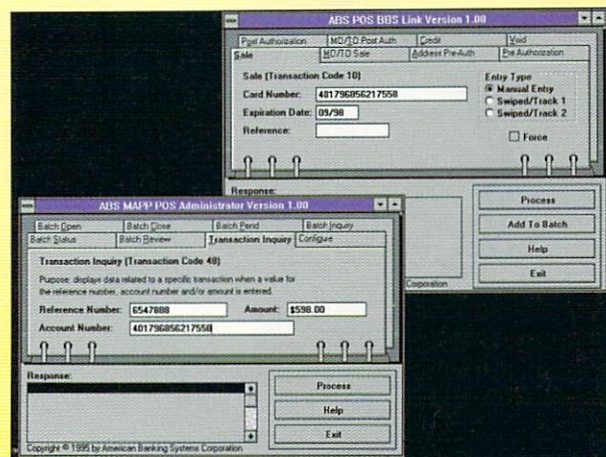 ABS POS BBS Link Version 1.00
Post Authorization MO/TO Post Auth Credit Void
Sale MO/TO Sale Address Pre-Auth Pre Authorization
Sale (Transaction Code 10)
Card Number: 401796856217558
Expiration Date: 09/98
Reference:
Entry Type
Manual Entry
Swiped/Track 1
Swiped/Track 2
Force
Response:
Process
Add To Batch
Help
Exit
Corporation
ABS MAPP POS Administrator Version 1.00
Batch Open Batch Close Batch Pend Batch Inquiry
Batch Status Batch Review Transaction Inquiry Configure
Transaction Inquiry (Transaction Code 48)
Purpose: displays data related to a specific transaction when a value for
the reference number, account number and/or amount is entered.
Reference Number: 6547888 Amount: $598.00
Account Number: 401796856217558
Response:
Process
Help
Exit
Copyright © 1995 by American Banking Systems Corporation